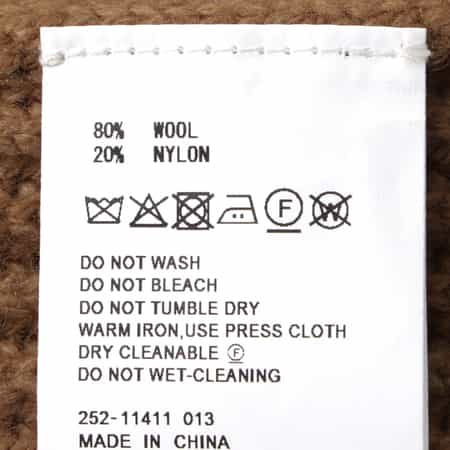 80% WOOL
20% NYLON
F W
DO NOT WASH
DO NOT BLEACH
DO NOT TUMBLE DRY
WARM IRON,USE PRESS CLOTH
DRY CLEANABLE Ⓕ
DO NOT WET-CLEANING
252-11411 013
MADE IN CHINA